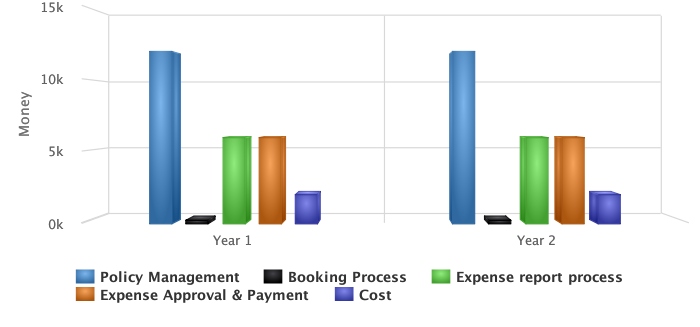 15k
10k
5k
0k
Money
Year 1
Year 2
Policy Management
Booking Process
Expense report process
Expense Approval & Payment
Cost